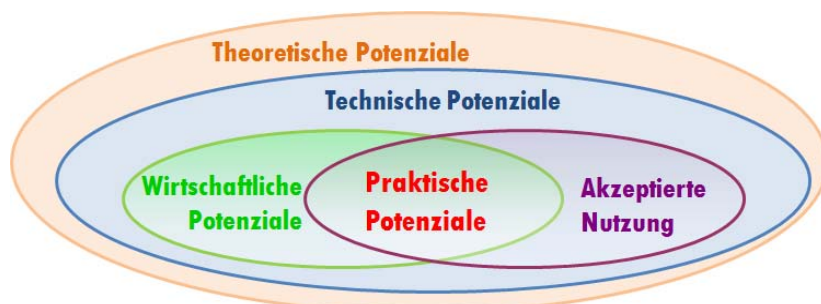 Theoretische Potenziale
Technische Potenziale
Wirtschaftliche
Potenziale
Praktische
Potenziale
Akzeptierte
Nutzung